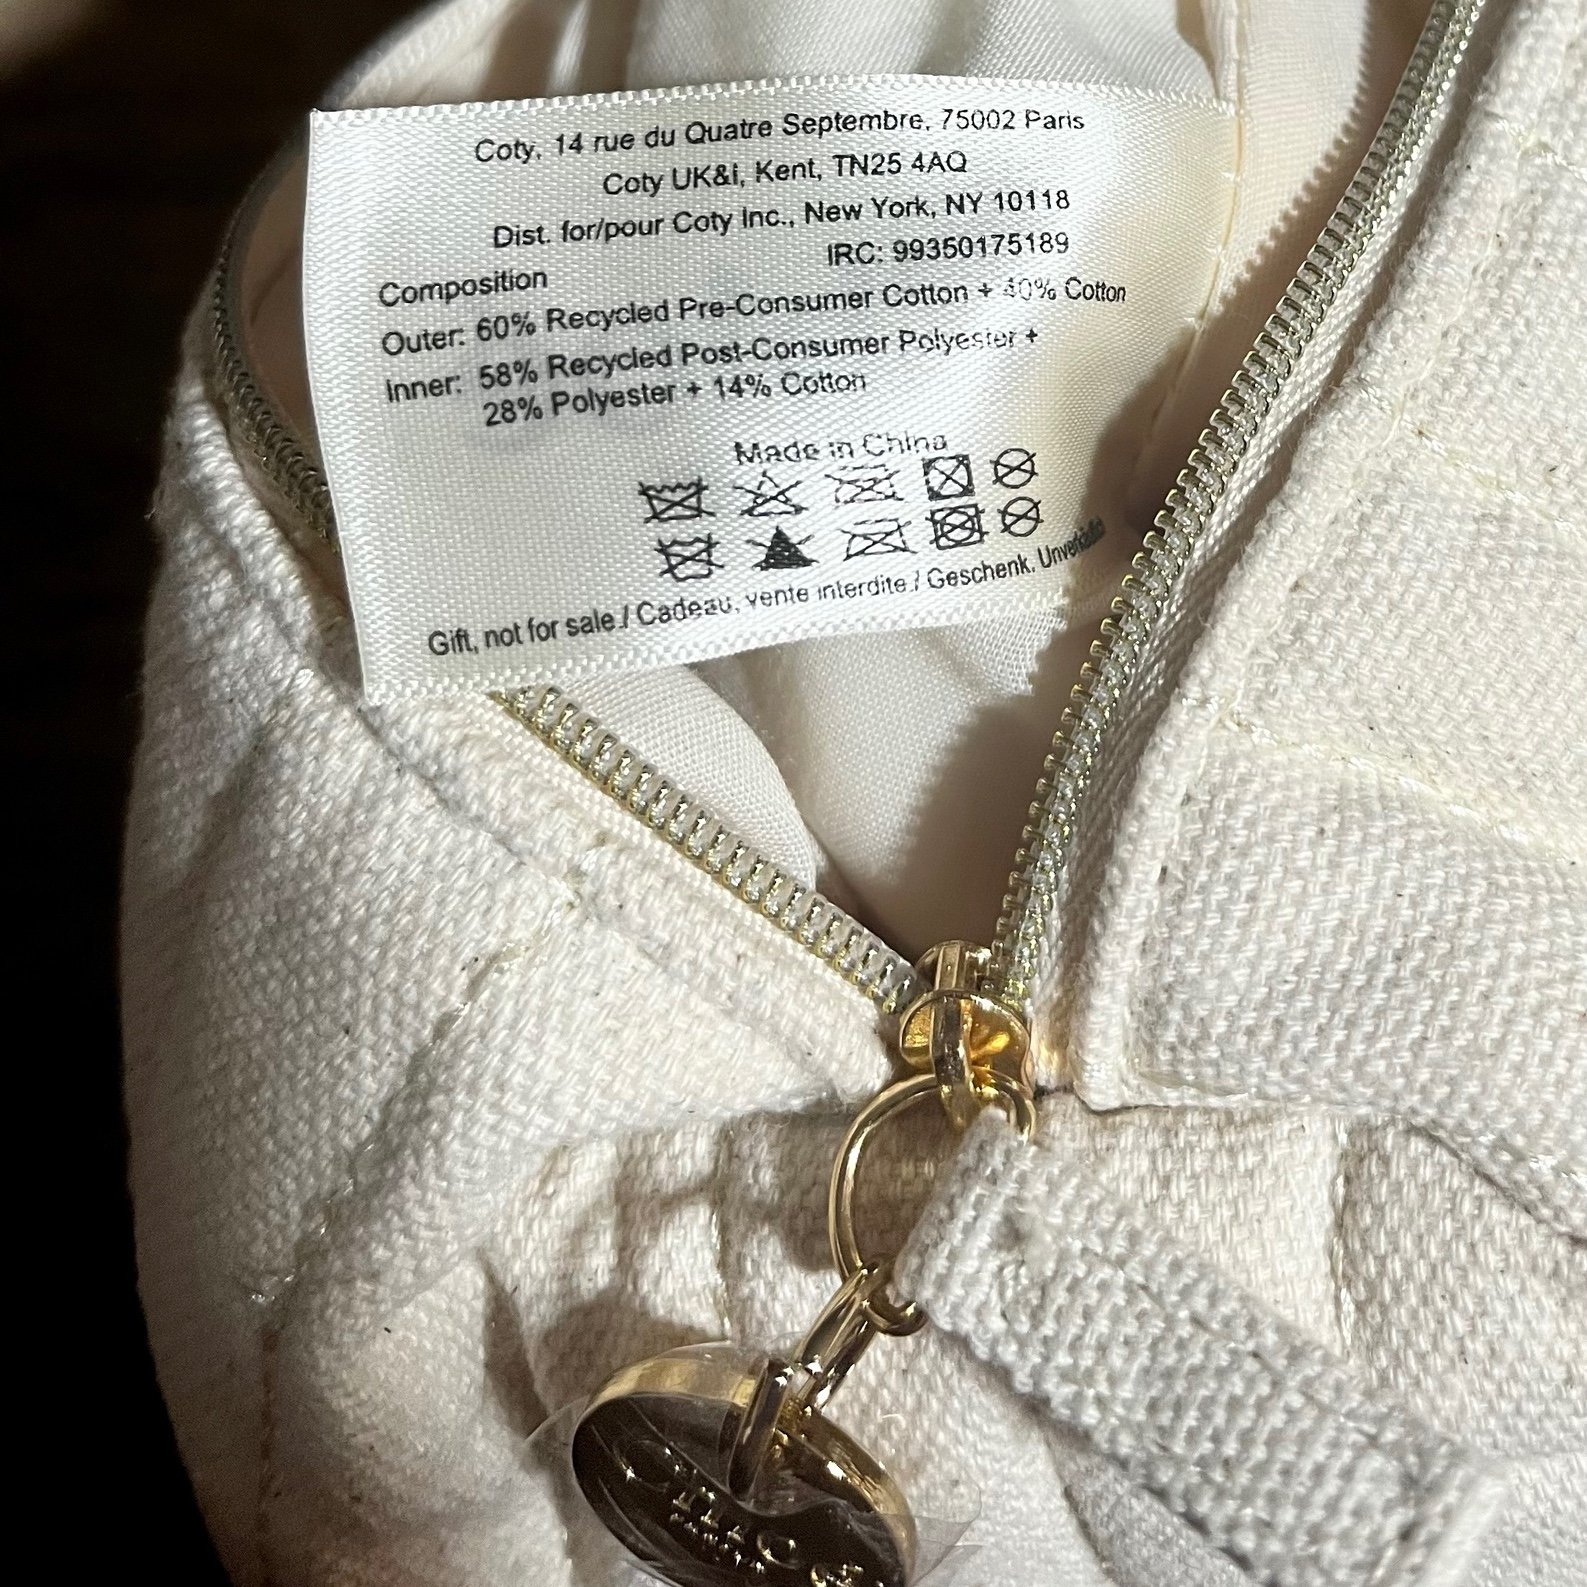 Coty, 14 rue du Quatre Septembre, 75002 Paris
Coty UK&I, Kent, TN25 4AQ
Dist. for/pour Coty Inc., New York, NY 10118
IRC: 99350175189
Composition
Outer: 60% Recycled Pre-Consumer Cotton + 40% Cotton
Inner: 58% Recycled Post-Consumer Polyester +
28% Polyester + 14% Cotton
Made in China
Gift, not for sale./ Cadeau, vente interdite./ Geschenk. Unverkäuflich
Chloé